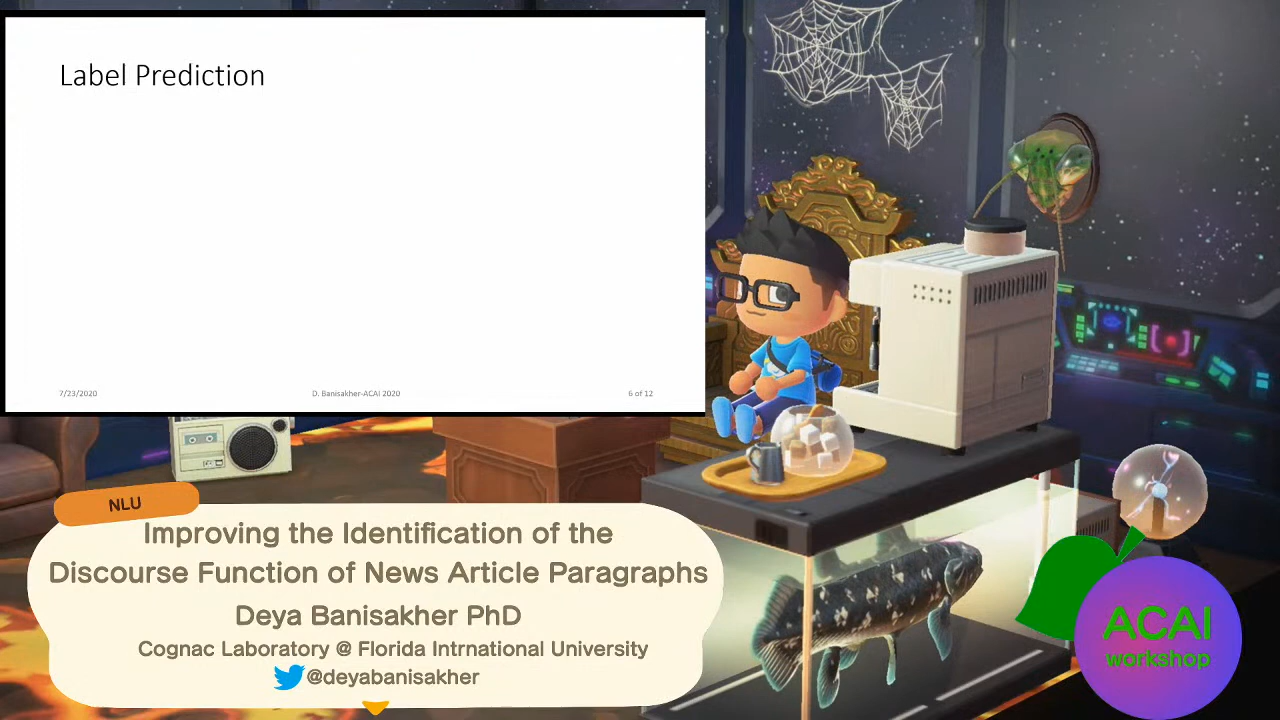 Label Prediction
7/23/2020
D. Banisakher-ACAI 2020
6 of 12
NLU
Improving the Identification of the
Discourse Function of News Article Paragraphs
Deya Banisakher PhD
Cognac Laboratory @ Florida Intrnational University
@deyabanisakher
ACAI
workshop